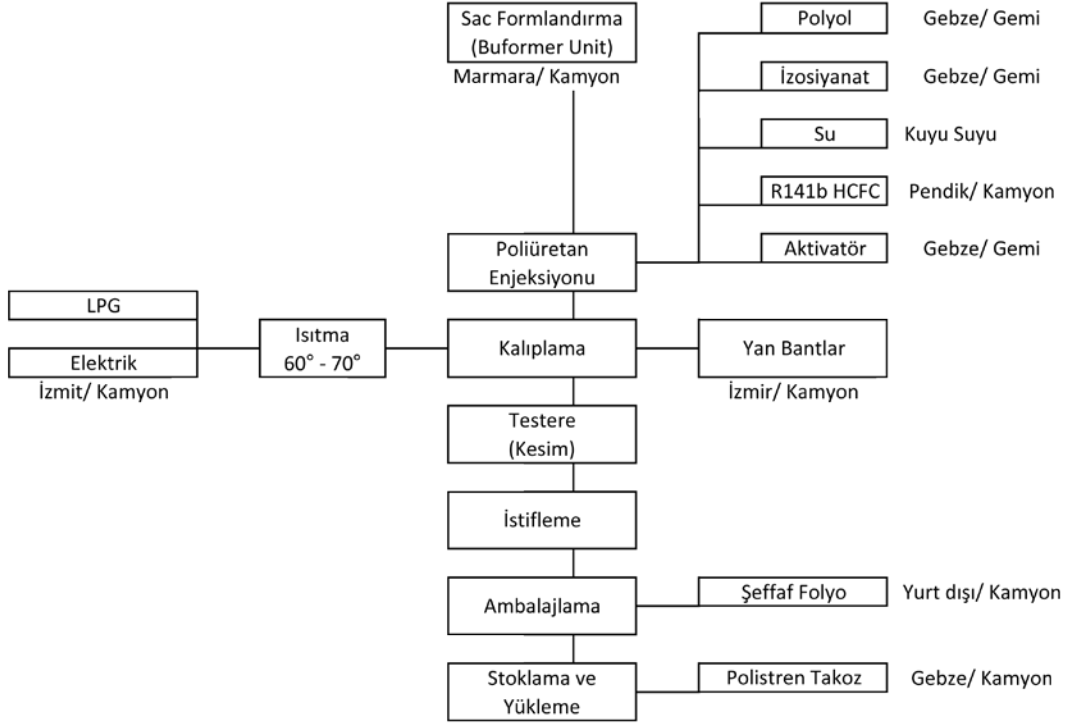 Sac Formlandırma
(Buformer Unit)
Marmara/ Kamyon
Polyol
Gebze/ Gemi
İzosiyanat
Gebze/ Gemi
Su
Kuyu Suyu
R141b HCFC
Pendik/ Kamyon
Aktivatör
Gebze/ Gemi
Poliüretan
Enjeksiyonu
LPG
Elektrik
İzmit/ Kamyon
Isıtma
60° - 70°
Kalıplama
Yan Bantlar
İzmir/ Kamyon
Testere
(Kesim)
İstifleme
Ambalajlama
Şeffaf Folyo
Yurt dışı/ Kamyon
Stoklama ve
Yükleme
Polistren Takoz
Gebze/ Kamyon